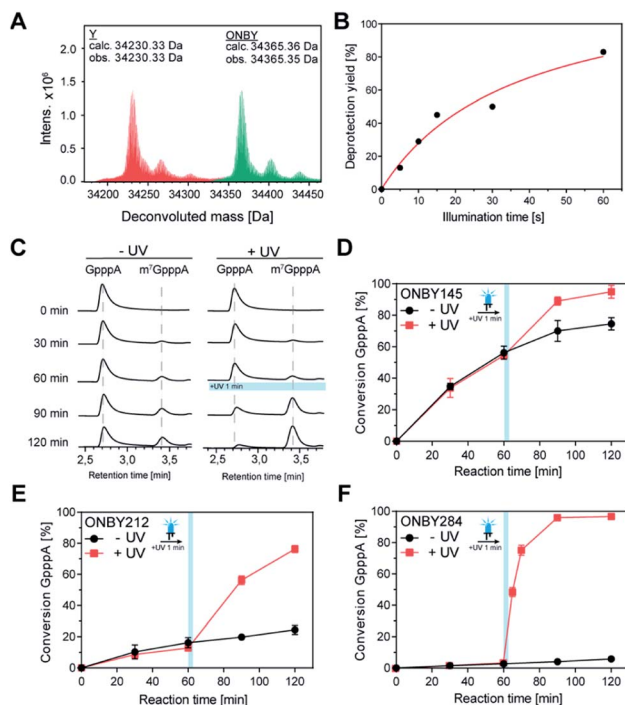 A
Y
calc. 34230.33 Da
obs. 34230.33 Da
ONBY
calc. 34365.36 Da
obs. 34365.35 Da
Intens. x10⁶
2.0
1.5
1.0
0.5
0.0
34200 34250 34300 34350 34400 34450
Deconvoluted mass [Da]
B
Deprotection yield [%]
100
80
60
40
20
0
0 10 20 30 40 50 60
Illumination time [s]
C
- UV + UV
GpppA m⁷GpppA GpppA m⁷GpppA
0 min
30 min
60 min
+UV 1 min
90 min
120 min
2,5 3,0 3,5 2,5 3,0 3,5
Retention time [min] Retention time [min]
D
ONBY145
- UV
+ UV
+UV 1 min
Conversion GpppA [%]
100
80
60
40
20
0
0 20 40 60 80 100 120
Reaction time [min]
E
ONBY212
- UV
+ UV
+UV 1 min
Conversion GpppA [%]
100
80
60
40
20
0
0 20 40 60 80 100 120
Reaction time [min]
F
ONBY284
- UV
+ UV
+UV 1 min
Conversion GpppA [%]
100
80
60
40
20
0
0 20 40 60 80 100 120
Reaction time [min]